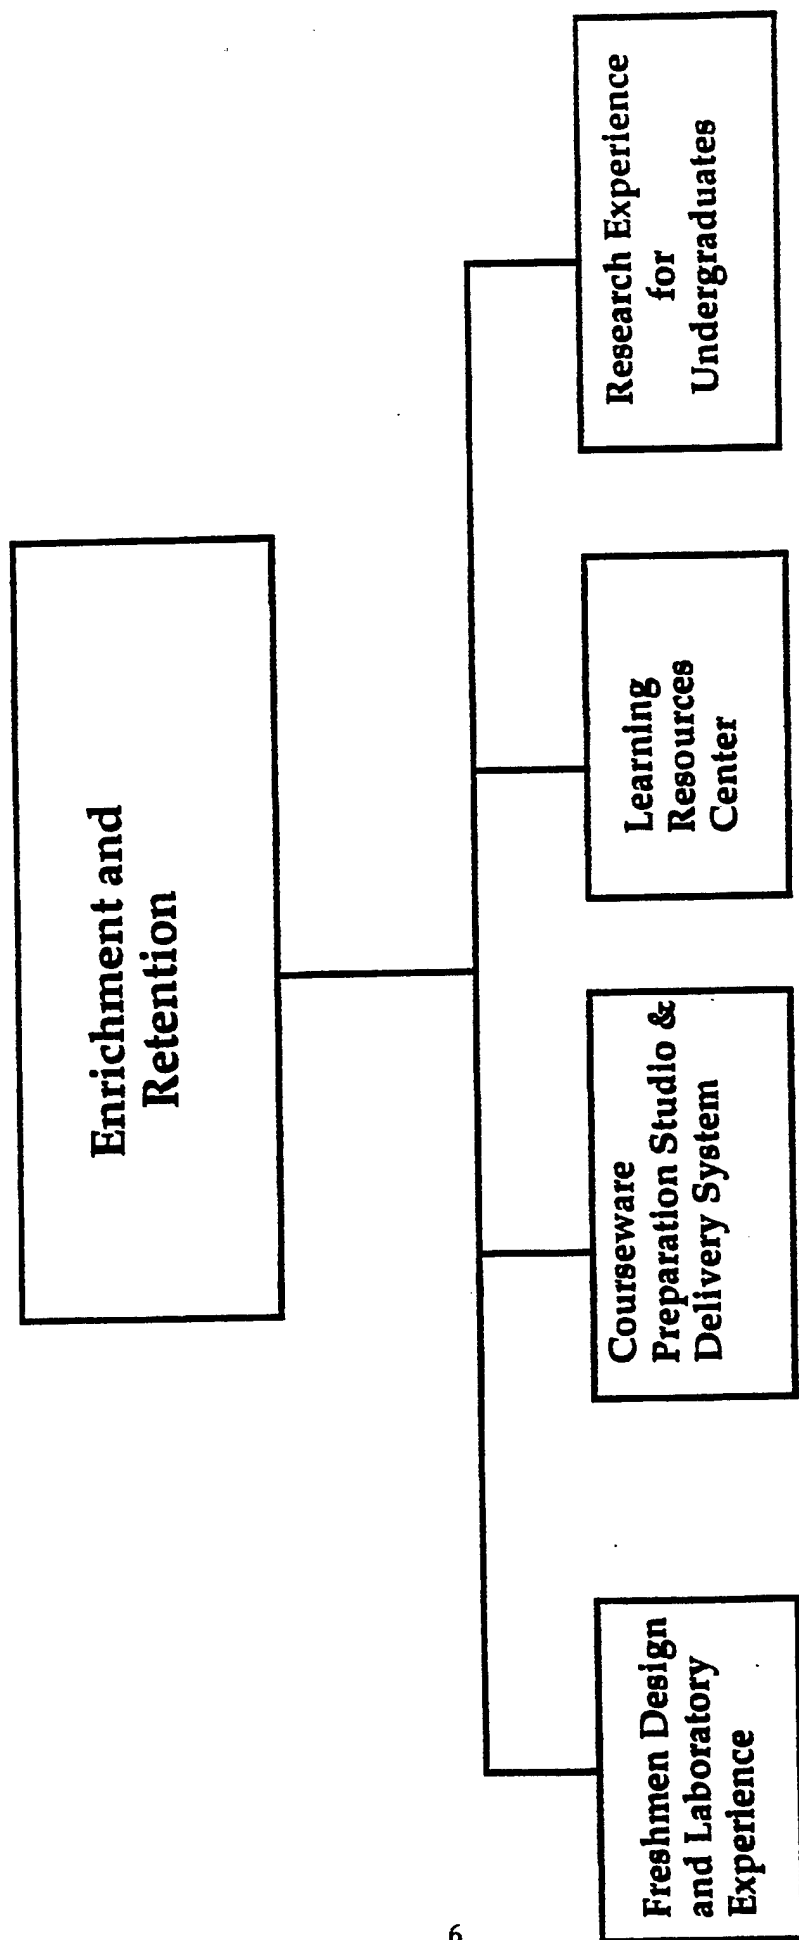 Enrichment and
Retention
Freshmen Design
and Laboratory
Experience
Courseware
Preparation Studio &
Delivery System
Learning
Resources
Center
Research Experience
for
Undergraduates
6